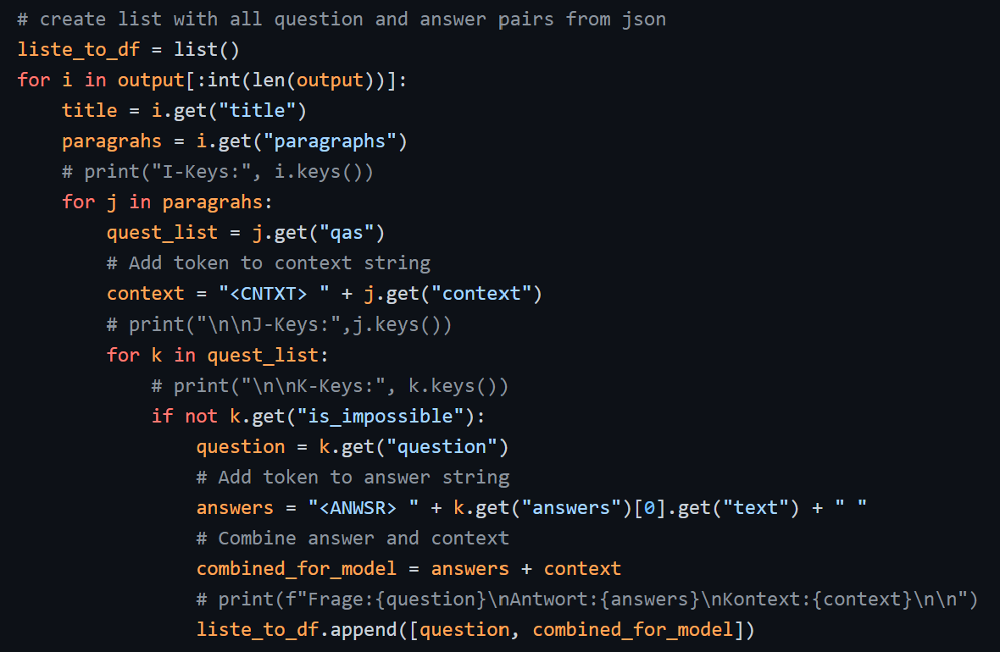 # create list with all question and answer pairs from json
liste_to_df = list()
for i in output[:int(len(output))]:
    title = i.get("title")
    paragrahs = i.get("paragraphs")
    # print("I-Keys:", i.keys())
    for j in paragrahs:
        quest_list = j.get("qas")
        # Add token to context string
        context = "<CNTXT> " + j.get("context")
        # print("\n\nJ-Keys:",j.keys())
        for k in quest_list:
            # print("\n\nK-Keys:", k.keys())
            if not k.get("is_impossible"):
                question = k.get("question")
                # Add token to answer string
                answers = "<ANWSR> " + k.get("answers")[0].get("text") + " "
                # Combine answer and context
                combined_for_model = answers + context
                # print(f"Frage:{question}\nAntwort:{answers}\nKontext:{context}\n\n")
                liste_to_df.append([question, combined_for_model])